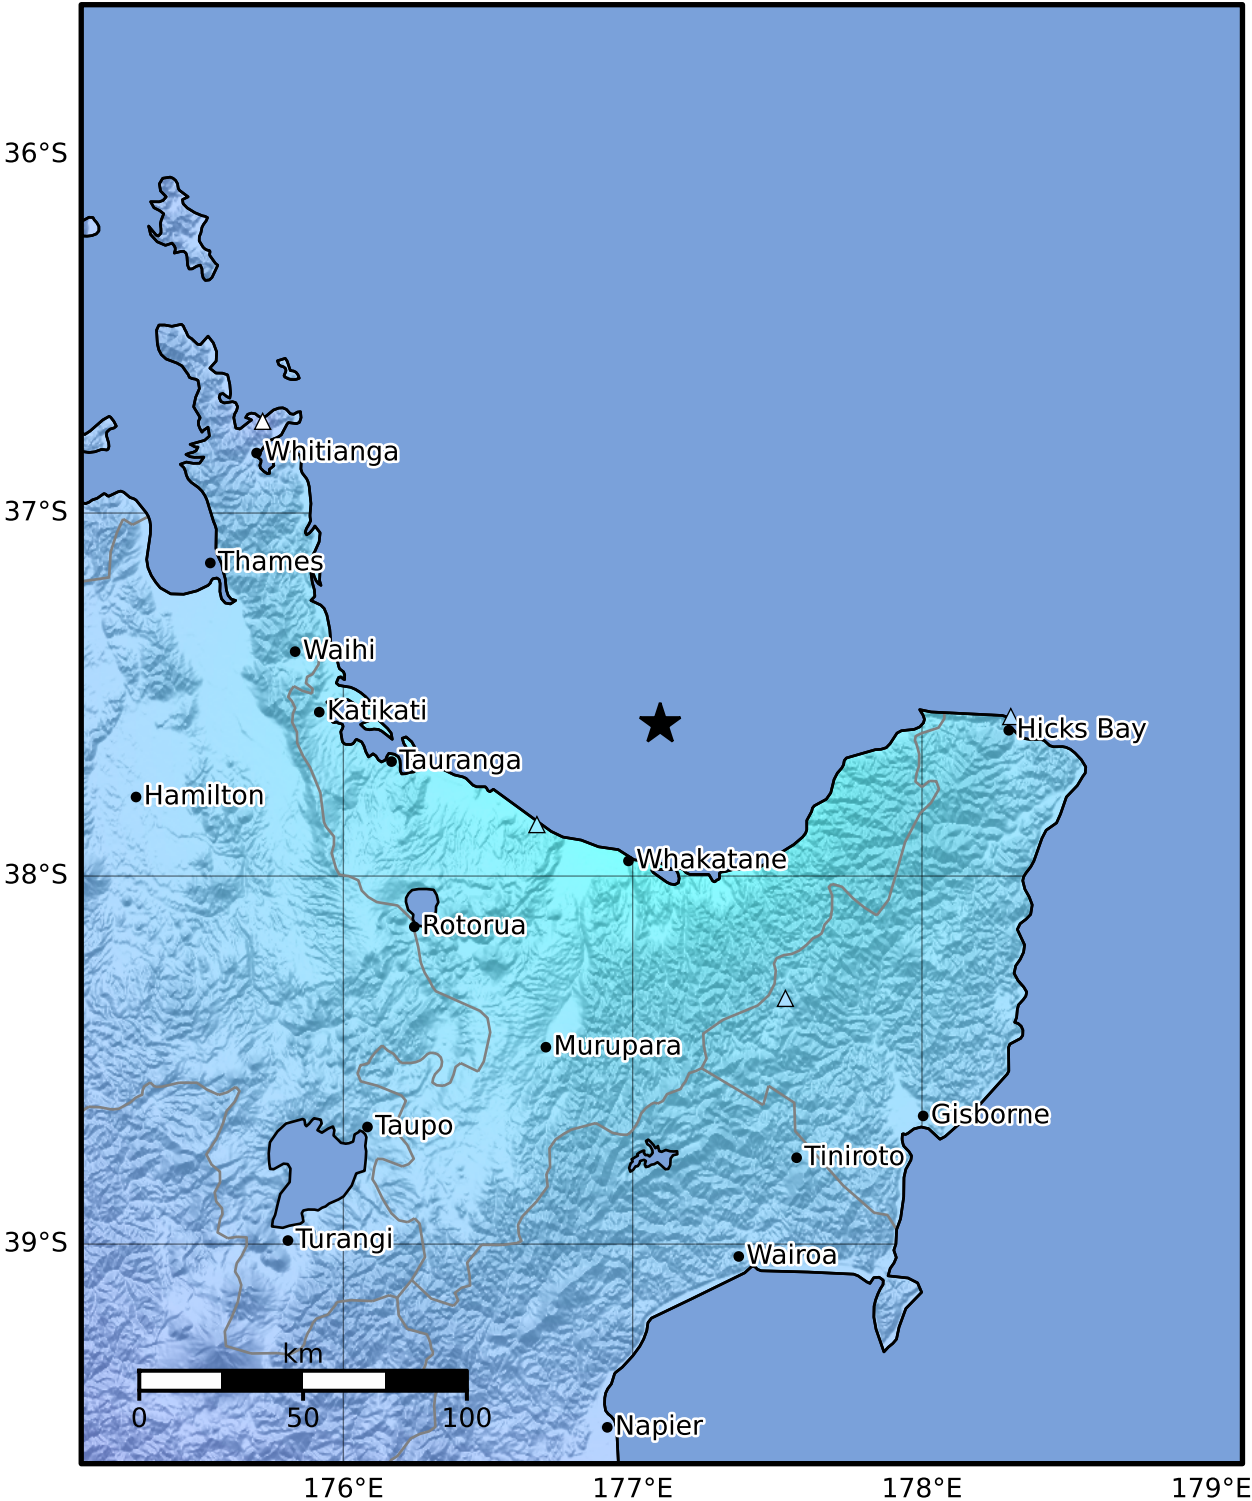 36°S
Whitianga
37°S
Thames
Waihi
Katikati
Hicks Bay
Tauranga
Hamilton
Whakatane
38°S
Rotorua
Murupara
Gisborne
Taupo
Tiniroto
Turangi
39°S
Wairoa
km
0 50 100
Napier
176°E 177°E 178°E 179°E